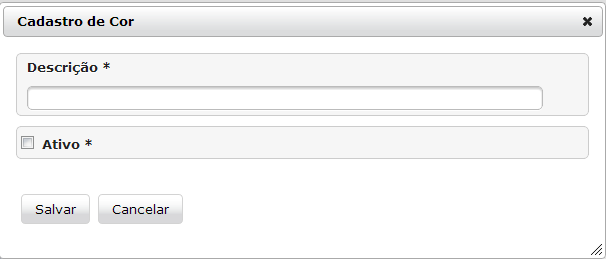 Cadastro de Cor
Descrição *
Ativo *
Salvar Cancelar